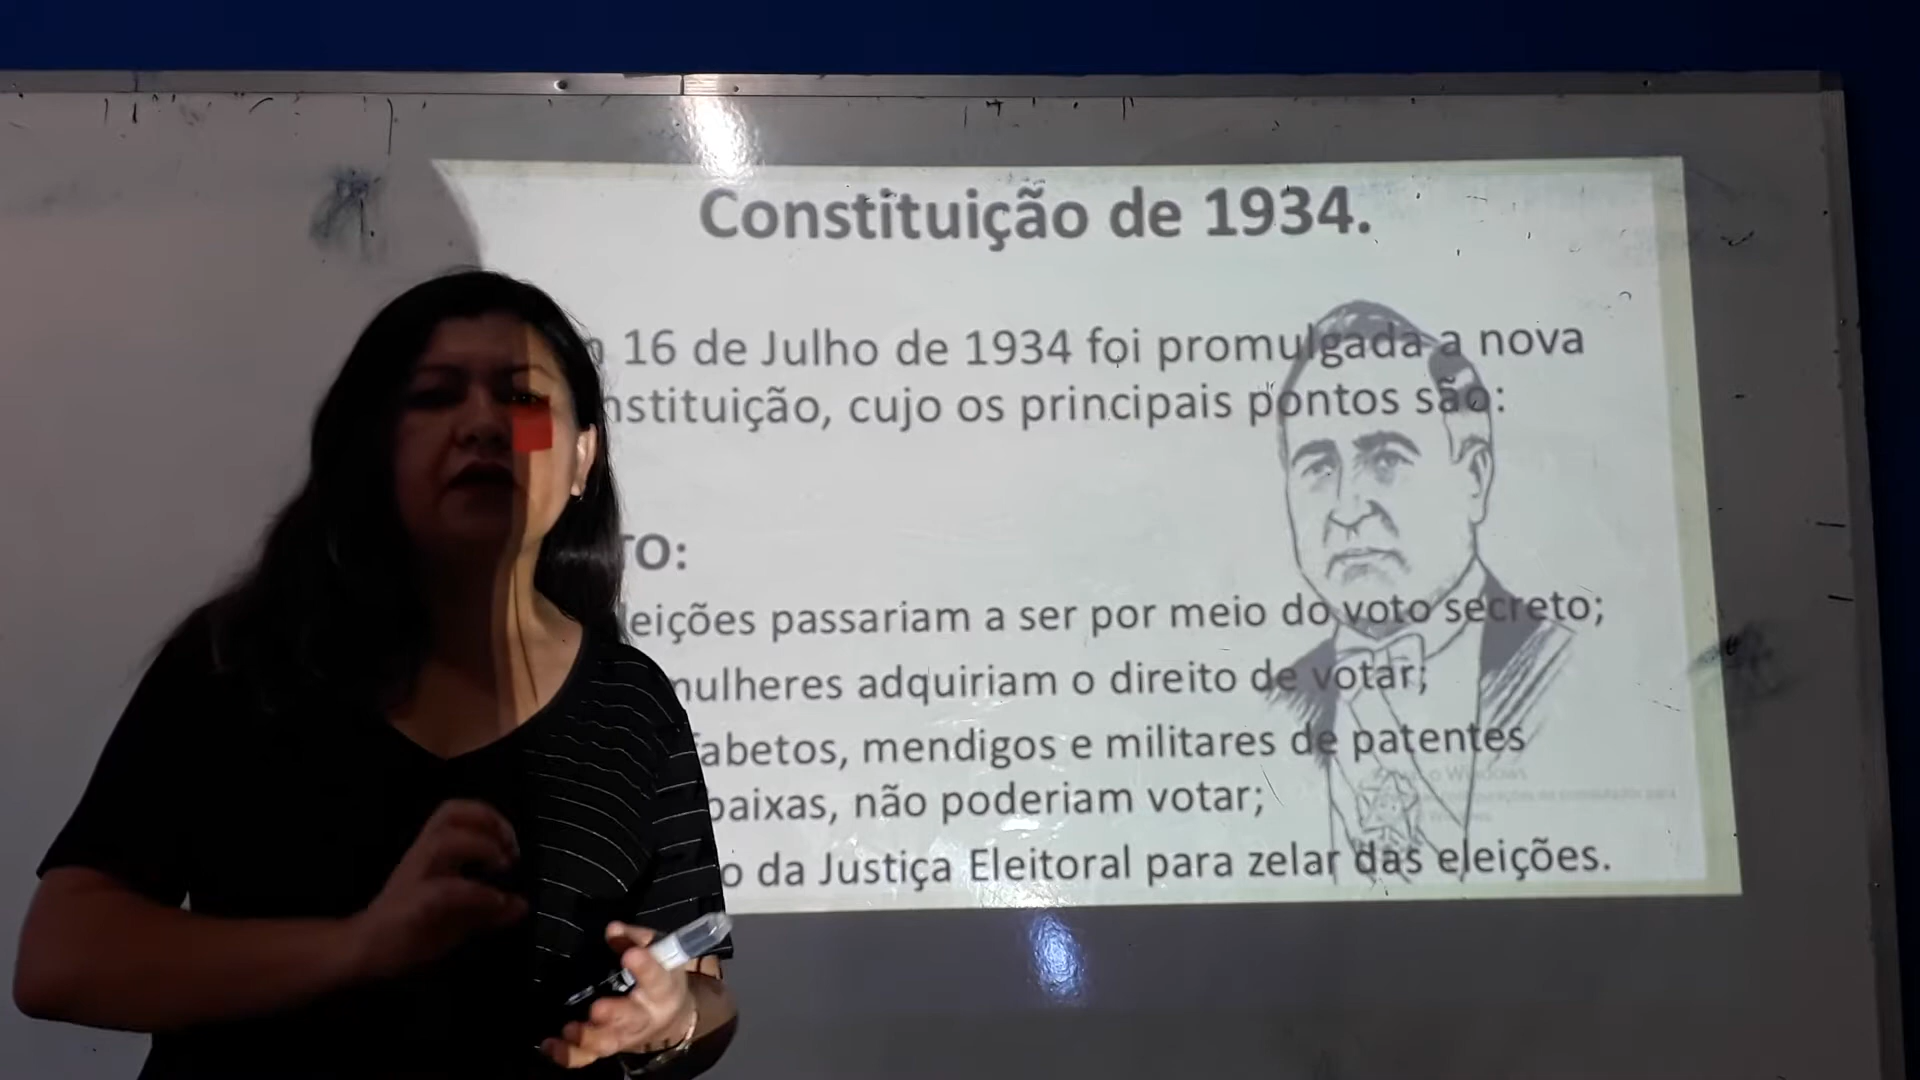 Constituição de 1934.
16 de Julho de 1934 foi promulgada a nova
nstituição, cujo os principais pontos são:
TO:
leições passariam a ser por meio do voto secreto;
mulheres adquiriam o direito de votar;
fabetos, mendigos e militares de patentes
baixas, não poderiam votar;
o da Justiça Eleitoral para zelar das eleições.